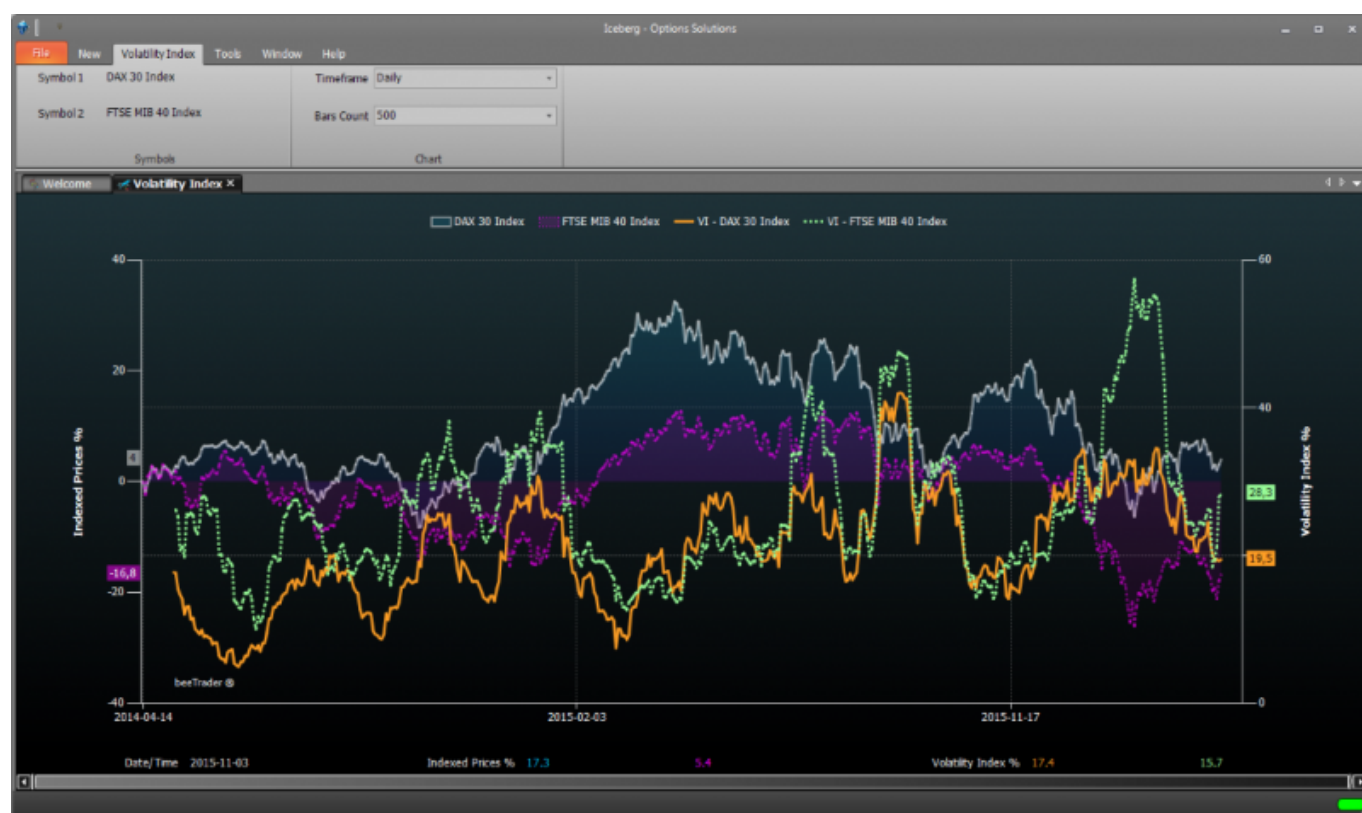 Iceberg - Options Solutions
File New Volatility Index Tools Window Help
Symbol 1 DAX 30 Index Timeframe Daily
Symbol 2 FTSE MIB 40 Index Bars Count 500
Symbols Chart
Welcome Volatility Index ×
DAX 30 Index FTSE MIB 40 Index VI - DAX 30 Index VI - FTSE MIB 40 Index
40 60
20
40
Indexed Prices %
Volatility Index %
4
0
28,3
19,5
-16,8
-20
beeTrader ®
-40 0
2014-04-14 2015-02-03 2015-11-17
Date/Time 2015-11-03 Indexed Prices % 17.3 5.4 Volatility Index % 17.4 15.7